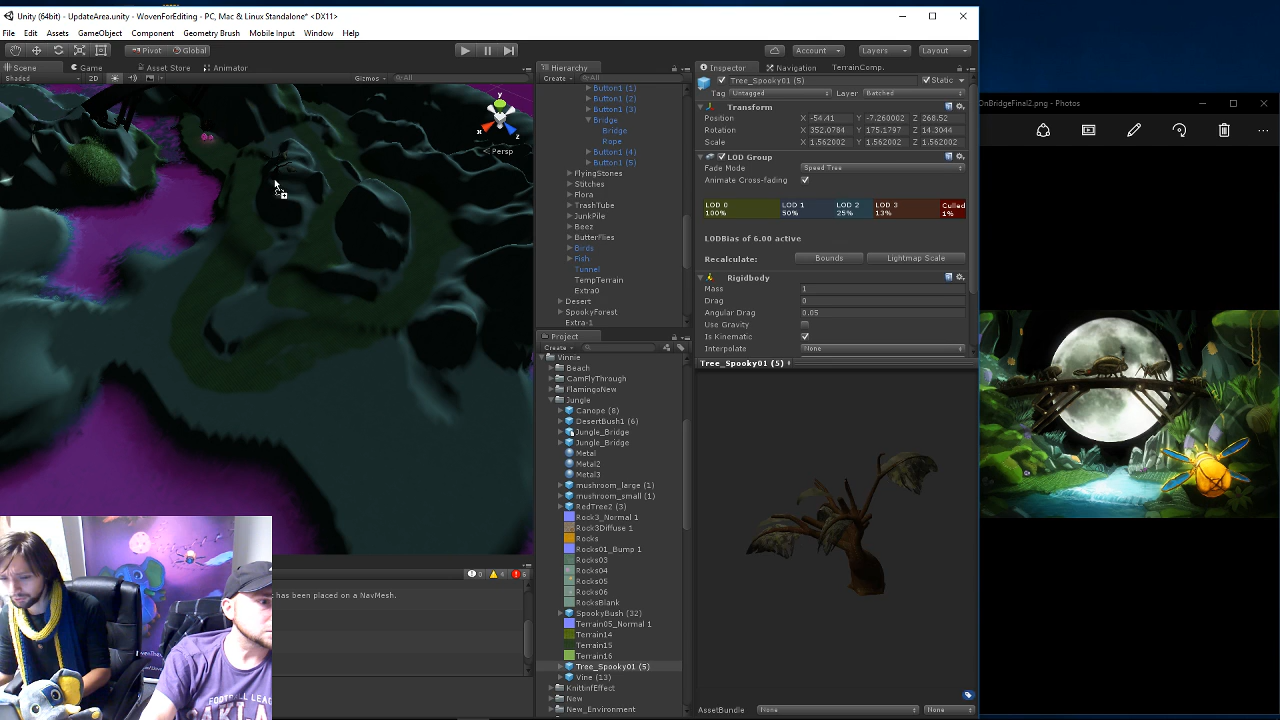 Unity (64bit) - UpdateArea.unity - WovenForEditing - PC, Mac & Linux Standalone* <DX11>
File Edit Assets GameObject Component Geometry Brush Mobile Input Window Help
Pivot Global Account Layers Layout
Scene Game Asset Store Animator
Shaded 2D Gizmos All
y x z
Persp
Hierarchy
Create All
Button1 (1)
Button1 (2)
Button1 (3)
Bridge
Bridge
Rope
Button1 (4)
Button1 (5)
FlyingStones
Stitches
Flora
TrashTube
JunkPile
Beez
ButterFlies
Birds
Fish
Tunnel
TempTerrain
Extra0
Desert
SpookyForest
Extra-1
Project
Create
Vinnie
Beach
CamFlyThrough
FlamingoNew
Jungle
Canope (8)
DesertBush1 (6)
Jungle_Bridge
Jungle_Bridge
Metal
Metal2
Metal3
mushroom_large (1)
mushroom_small (1)
RedTree2 (3)
Rock3_Normal 1
Rock3Diffuse 1
Rocks
Rocks01_Bump 1
Rocks03
Rocks04
Rocks05
Rocks06
RocksBlank
SpookyBush (32)
Terrain05_Normal 1
Terrain14
Terrain15
Terrain16
Tree_Spooky01 (5)
Vine (13)
KnittinfEffect
New
New_Environment
Inspector Navigation TerrainComp.
Tree_Spooky01 (5) Static
Tag Untagged Layer Batched
Transform
Position X -54.41 Y -7.260002 Z 268.52
Rotation X 352.0784 Y 175.1797 Z 14.3044
Scale X 1.562002 Y 1.562002 Z 1.562002
LOD Group
Fade Mode Speed Tree
Animate Cross-fading
LOD 0 LOD 1 LOD 2 LOD 3 Culled
100% 50% 25% 13% 1%
LODBias of 6.00 active
Recalculate: Bounds Lightmap Scale
Rigidbody
Mass 1
Drag 0
Angular Drag 0.05
Use Gravity
Is Kinematic
Interpolate None
Tree_Spooky01 (5)
AssetBundle None None
has been placed on a NavMesh.
OnBridgeFinal2.png - Photos
FOOTBALL LEAG